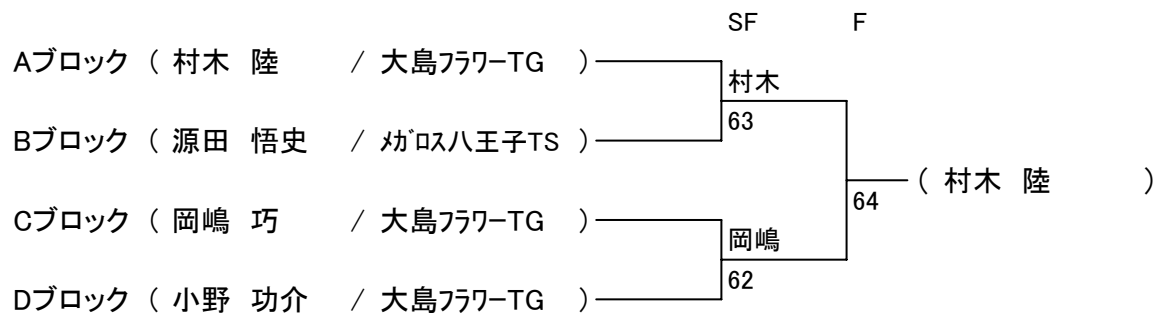 SF F
Aブロック ( 村木 陸 / 大島フラワーTG )
村木
63
Bブロック ( 源田 悟史 / メガロス八王子TS )
( 村木 陸 )
64
Cブロック ( 岡嶋 巧 / 大島フラワーTG )
岡嶋
62
Dブロック ( 小野 功介 / 大島フラワーTG )